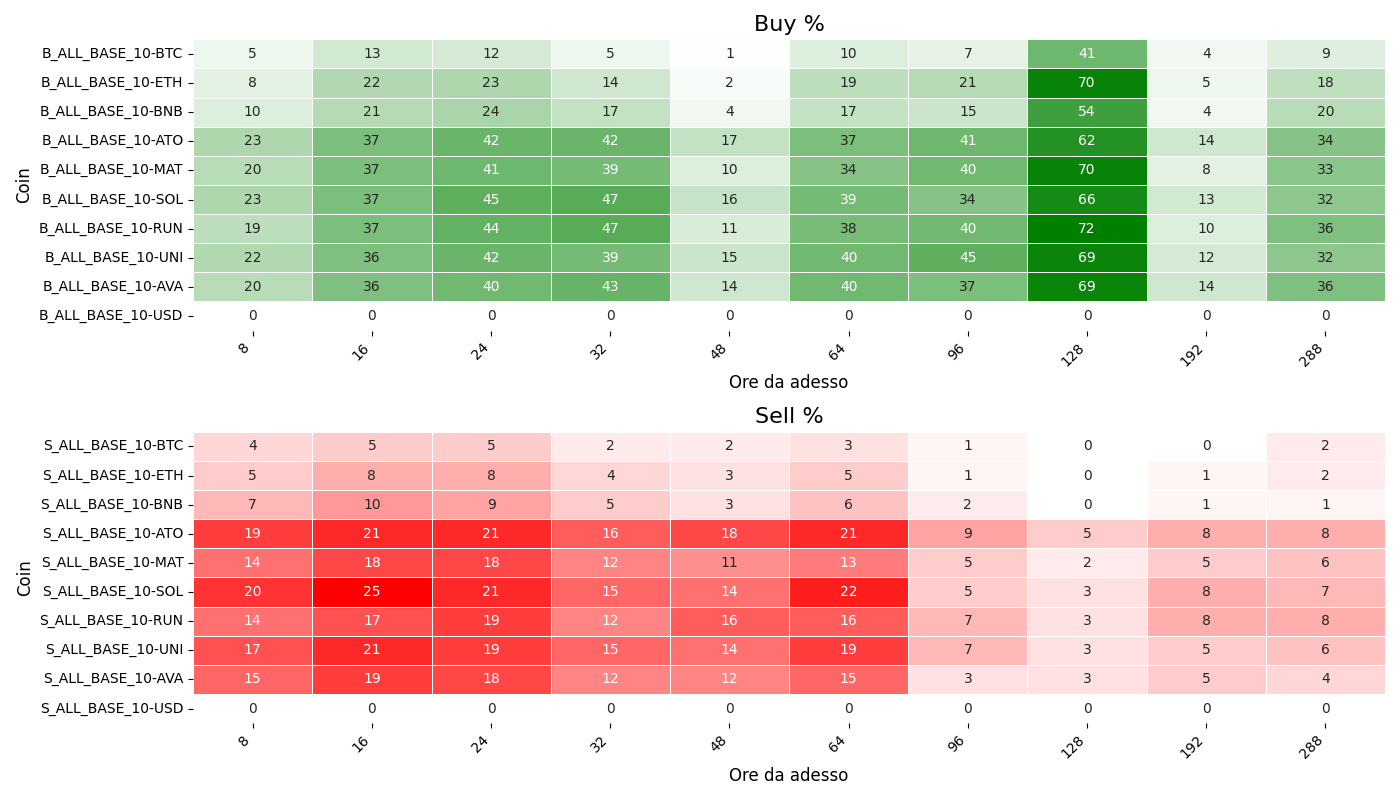 Buy %
Coin
B_ALL_BASE_10-BTC 5 13 12 5 1 10 7 41 4 9
B_ALL_BASE_10-ETH 8 22 23 14 2 19 21 70 5 18
B_ALL_BASE_10-BNB 10 21 24 17 4 17 15 54 4 20
B_ALL_BASE_10-ATO 23 37 42 42 17 37 41 62 14 34
B_ALL_BASE_10-MAT 20 37 41 39 10 34 40 70 8 33
B_ALL_BASE_10-SOL 23 37 45 47 16 39 34 66 13 32
B_ALL_BASE_10-RUN 19 37 44 47 11 38 40 72 10 36
B_ALL_BASE_10-UNI 22 36 42 39 15 40 45 69 12 32
B_ALL_BASE_10-AVA 20 36 40 43 14 40 37 69 14 36
B_ALL_BASE_10-USD 0 0 0 0 0 0 0 0 0 0
8 16 24 32 48 64 96 128 192 288
Ore da adesso
Sell %
Coin
S_ALL_BASE_10-BTC 4 5 5 2 2 3 1 0 0 2
S_ALL_BASE_10-ETH 5 8 8 4 3 5 1 0 1 2
S_ALL_BASE_10-BNB 7 10 9 5 3 6 2 0 1 1
S_ALL_BASE_10-ATO 19 21 21 16 18 21 9 5 8 8
S_ALL_BASE_10-MAT 14 18 18 12 11 13 5 2 5 6
S_ALL_BASE_10-SOL 20 25 21 15 14 22 5 3 8 7
S_ALL_BASE_10-RUN 14 17 19 12 16 16 7 3 8 8
S_ALL_BASE_10-UNI 17 21 19 15 14 19 7 3 5 6
S_ALL_BASE_10-AVA 15 19 18 12 12 15 3 3 5 4
S_ALL_BASE_10-USD 0 0 0 0 0 0 0 0 0 0
8 16 24 32 48 64 96 128 192 288
Ore da adesso